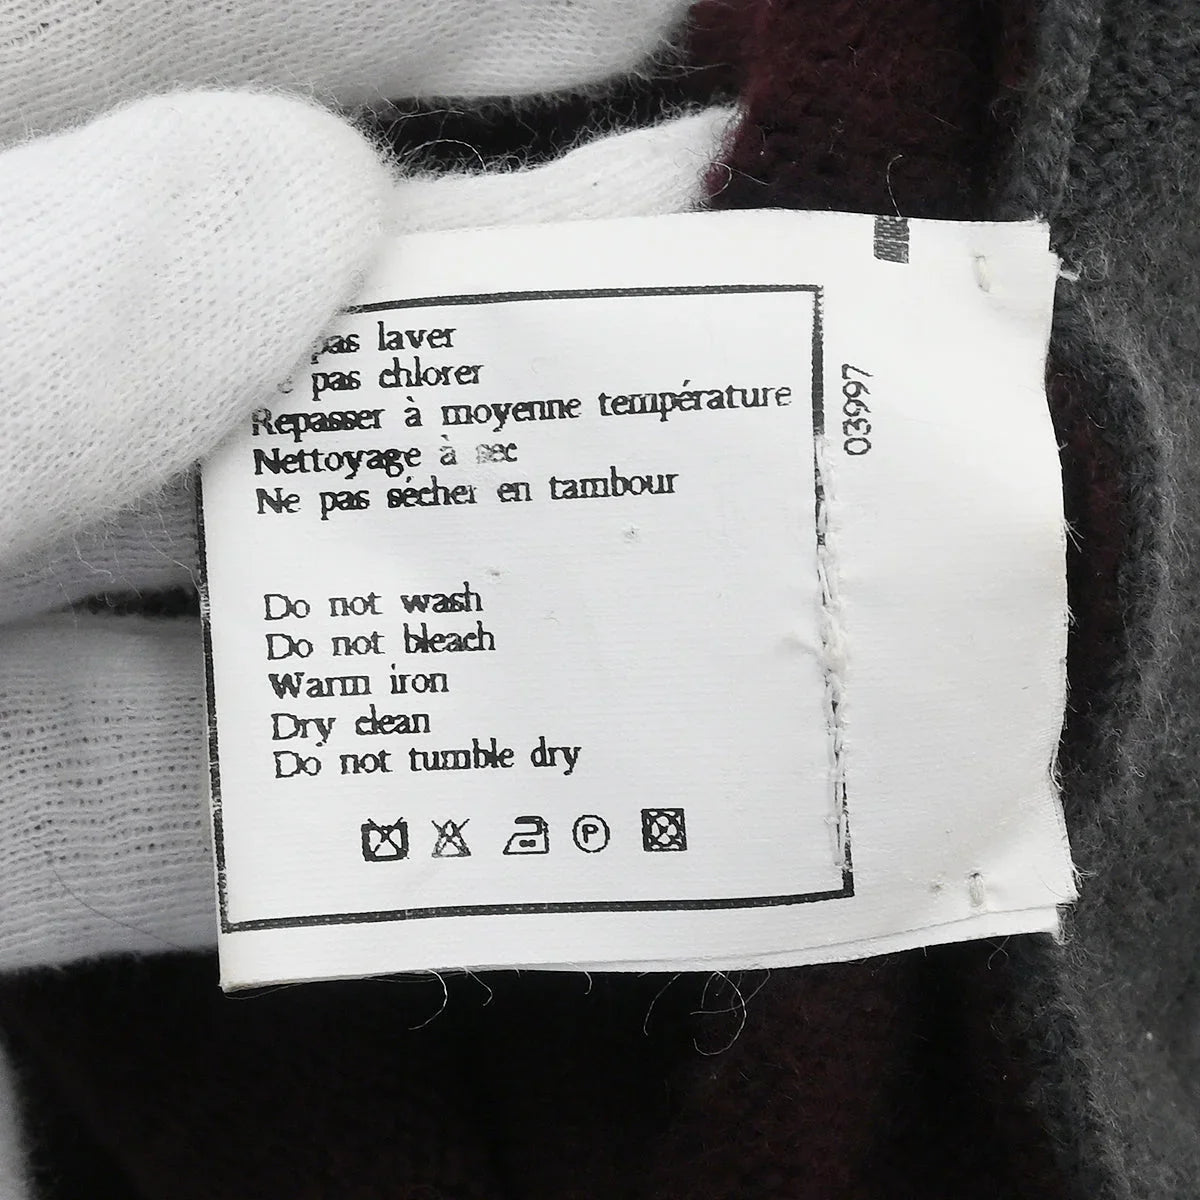 pas laver
pas chlorer
Repasser à moyenne température
Nettoyage à sec
Ne pas sécher en tambour
03997
Do not wash
Do not bleach
Warm iron
Dry clean
Do not tumble dry
P